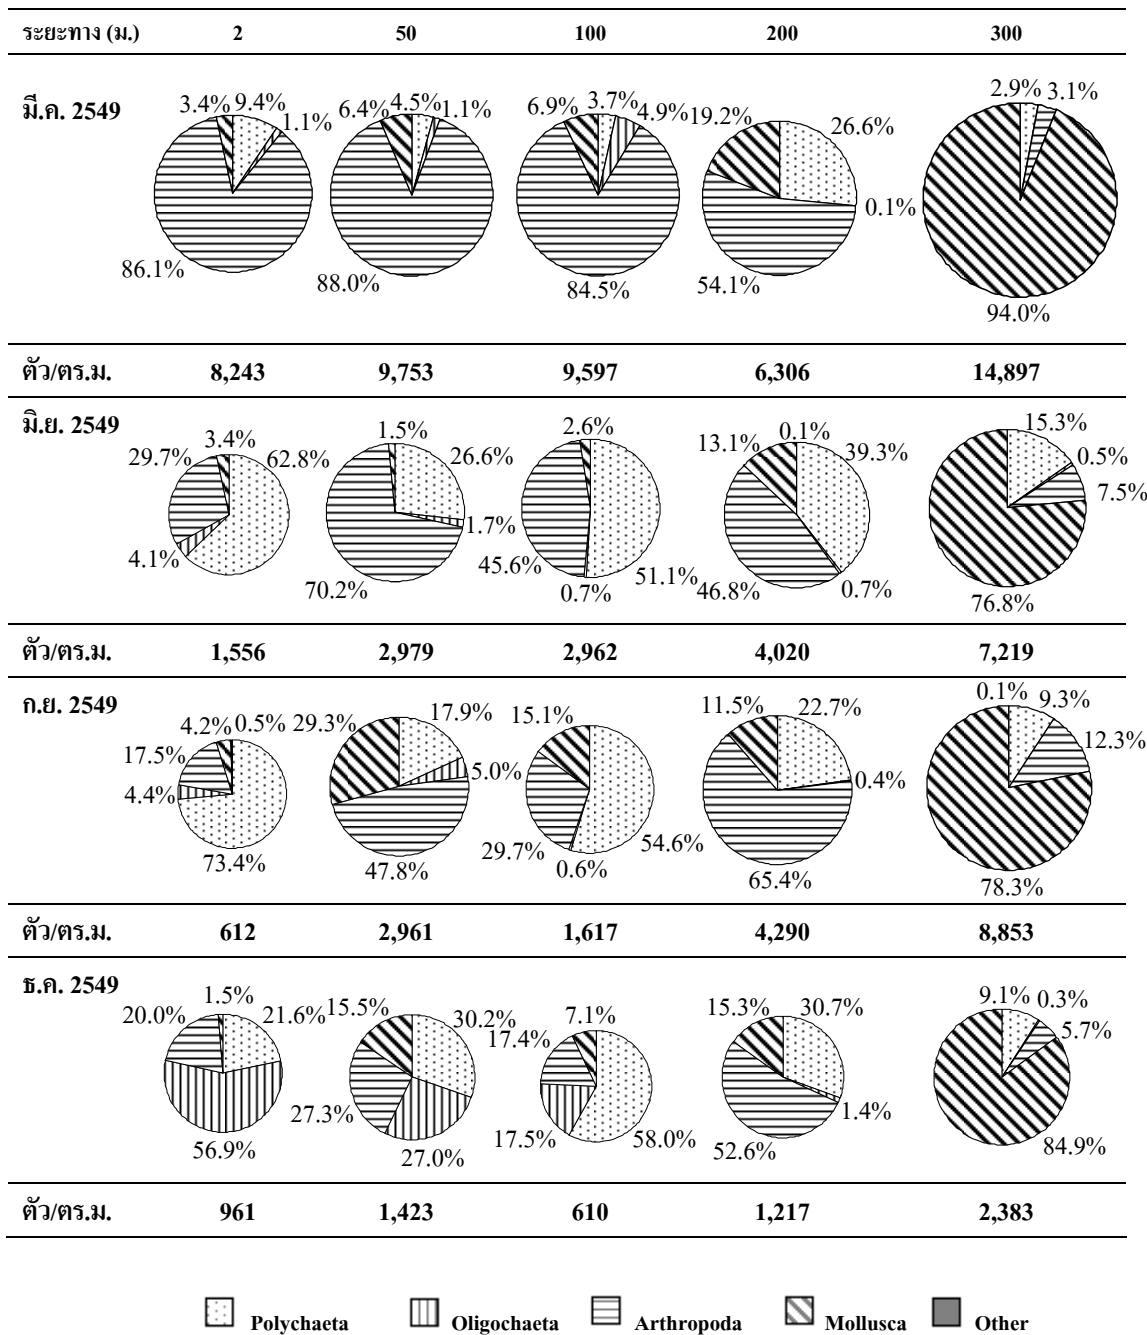 ระยะทาง (ม.) 2 50 100 200 300
มี.ค. 2549
3.4% 9.4% 1.1% 86.1%
6.4% 4.5% 1.1% 88.0%
6.9% 3.7% 4.9% 84.5%
19.2% 26.6% 0.1% 54.1%
2.9% 3.1% 94.0%
ตัว/ตร.ม. 8,243 9,753 9,597 6,306 14,897
มิ.ย. 2549
29.7% 3.4% 62.8% 4.1%
1.5% 26.6% 1.7% 70.2%
2.6% 45.6% 0.7% 51.1%
13.1% 0.1% 39.3% 46.8% 0.7%
15.3% 0.5% 7.5% 76.8%
ตัว/ตร.ม. 1,556 2,979 2,962 4,020 7,219
ก.ย. 2549
4.2% 0.5% 17.5% 4.4% 73.4%
29.3% 17.9% 5.0% 47.8%
15.1% 29.7% 0.6% 54.6%
11.5% 22.7% 0.4% 65.4%
0.1% 9.3% 12.3% 78.3%
ตัว/ตร.ม. 612 2,961 1,617 4,290 8,853
ธ.ค. 2549
20.0% 1.5% 21.6% 56.9%
15.5% 30.2% 27.3% 27.0%
7.1% 17.4% 17.5% 58.0%
15.3% 30.7% 1.4% 52.6%
9.1% 0.3% 5.7% 84.9%
ตัว/ตร.ม. 961 1,423 610 1,217 2,383
Polychaeta Oligochaeta Arthropoda Mollusca Other